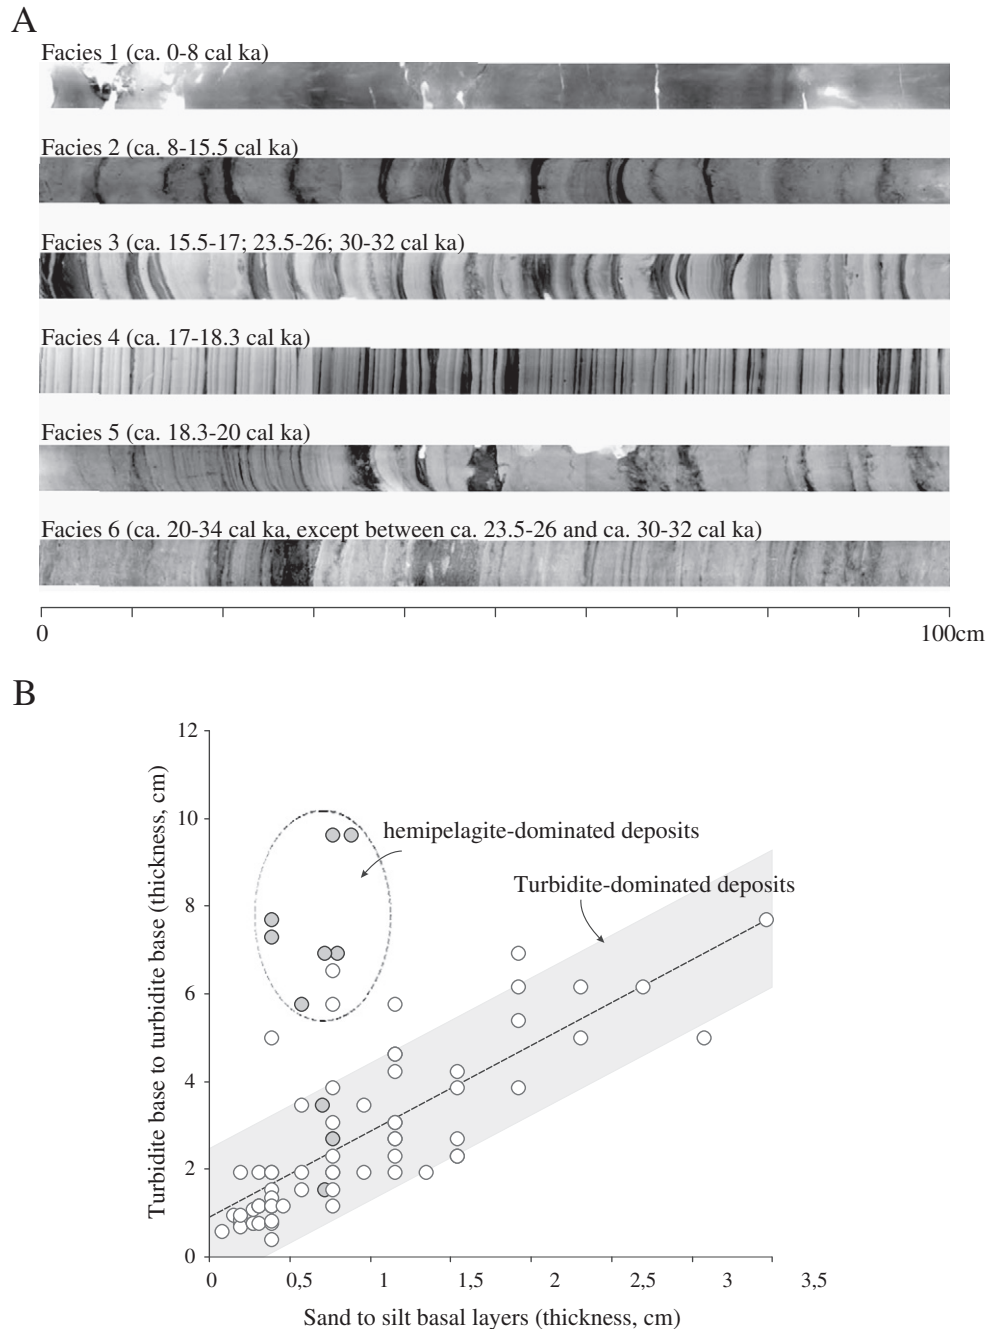 A
Facies 1 (ca. 0-8 cal ka)
Facies 2 (ca. 8-15.5 cal ka)
Facies 3 (ca. 15.5-17; 23.5-26; 30-32 cal ka)
Facies 4 (ca. 17-18.3 cal ka)
Facies 5 (ca. 18.3-20 cal ka)
Facies 6 (ca. 20-34 cal ka, except between ca. 23.5-26 and ca. 30-32 cal ka)
0 100cm
B
Turbidite base to turbidite base (thickness, cm)
12
10
8
6
4
2
0
hemipelagite-dominated deposits
Turbidite-dominated deposits
0 0,5 1 1,5 2 2,5 3 3,5
Sand to silt basal layers (thickness, cm)